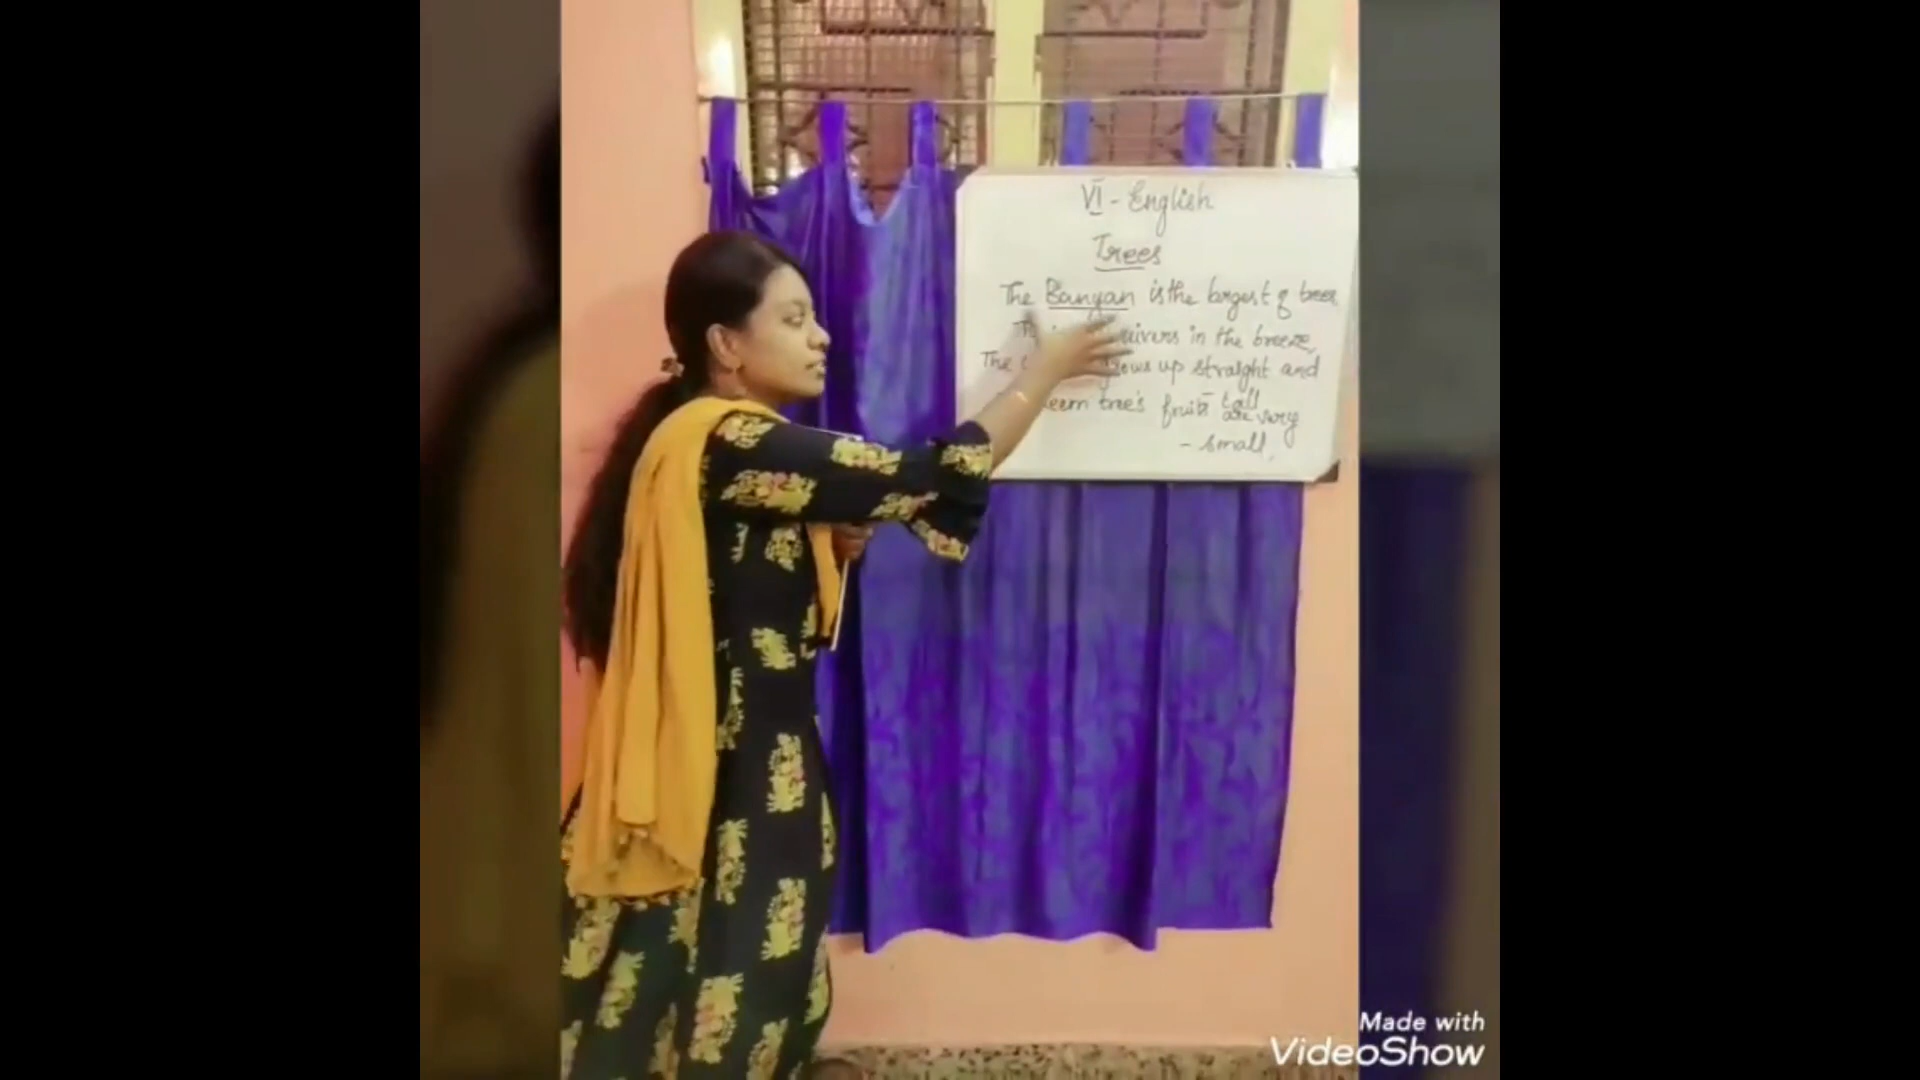 VI - English
Trees
The Banyan is the largest of trees
quivers in the breeze,
The grows up straight and
tall
neem tree's fruits are very
- small.
Made with
VideoShow